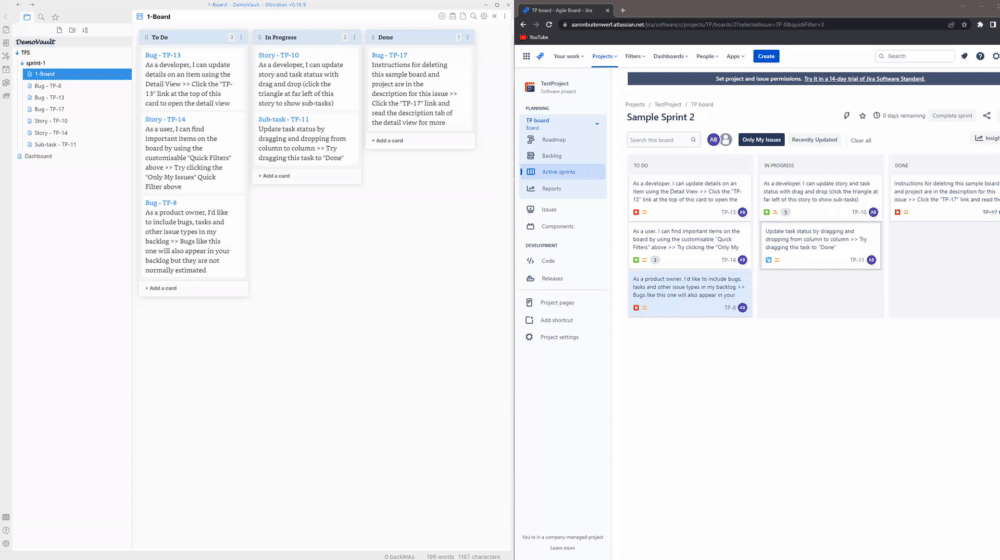 1-Board - DemoVault - Obsidian v0.15.9
DemoVault
TFS
sprint-1
1-Board
Bug - TP-8
Bug - TP-13
Bug - TP-17
Story - TP-10
Story - TP-14
Sub-task - TP-11
Dashboard
1-Board
To Do 3
Bug - TP-13
As a developer, I can update
details on an item using the
Detail View >> Click the "TP-
13" link at the top of this
card to open the detail view
Story - TP-14
As a user, I can find
important items on the
board by using the
customisable "Quick Filters"
above >> Try clicking the
"Only My Issues" Quick
Filter above
Bug - TP-8
As a product owner, I'd like
to include bugs, tasks and
other issue types in my
backlog >> Bugs like this
one will also appear in your
backlog but they are not
normally estimated
+ Add a card
In Progress 2
Story - TP-10
As a developer, I can update
story and task status with
drag and drop (click the
triangle at far left of this
story to show sub-tasks)
Sub-task - TP-11
Update task status by
dragging and dropping from
column to column >> Try
dragging this task to "Done"
+ Add a card
Done 1
Bug - TP-17
Instructions for deleting
this sample board and
project are in the
description for this issue >>
Click the "TP-17" link and
read the description tab of
the detail view for more
+ Add a card
0 backlinks 199 words 1167 characters
TP board - Agile Board - Jira
YouTube
Your work
Projects
Filters
Dashboards
People
Apps
Create
Search
TestProject
Software project
PLANNING
TP board
Board
Roadmap
Backlog
Active sprints
Reports
Issues
Components
DEVELOPMENT
Code
Releases
Project pages
Add shortcut
Project settings
You're in a company-managed project
Learn more
Set project and issue permissions. Try it in a 14-day trial of Jira Software Standard.
Projects / TestProject / TP board
Sample Sprint 2
0 days remaining
Complete sprint
Search this board
AB
Only My Issues
Recently Updated
Clear all
TO DO
As a developer, I can update details on an
item using the Detail View >> Click the "TP-
13" link at the top of this card to open the
TP-13 AB
As a user, I can find important items on the
board by using the customisable "Quick
Filters" above >> Try clicking the "Only My
TP-14 AB
As a product owner, I'd like to include bugs,
tasks and other issue types in my backlog >>
Bugs like this one will also appear in your
TP-8 AB
IN PROGRESS
As a developer, I can update story and task
status with drag and drop (click the triangle at
far left of this story to show sub-tasks)
5
TP-10 AB
Update task status by dragging and
dropping from column to column >> Try
dragging this task to "Done"
TP-11 AB
DONE
Instructions for deleting this sample board
and project are in the description for this
issue >> Click the "TP-17" link and read the
TP-17